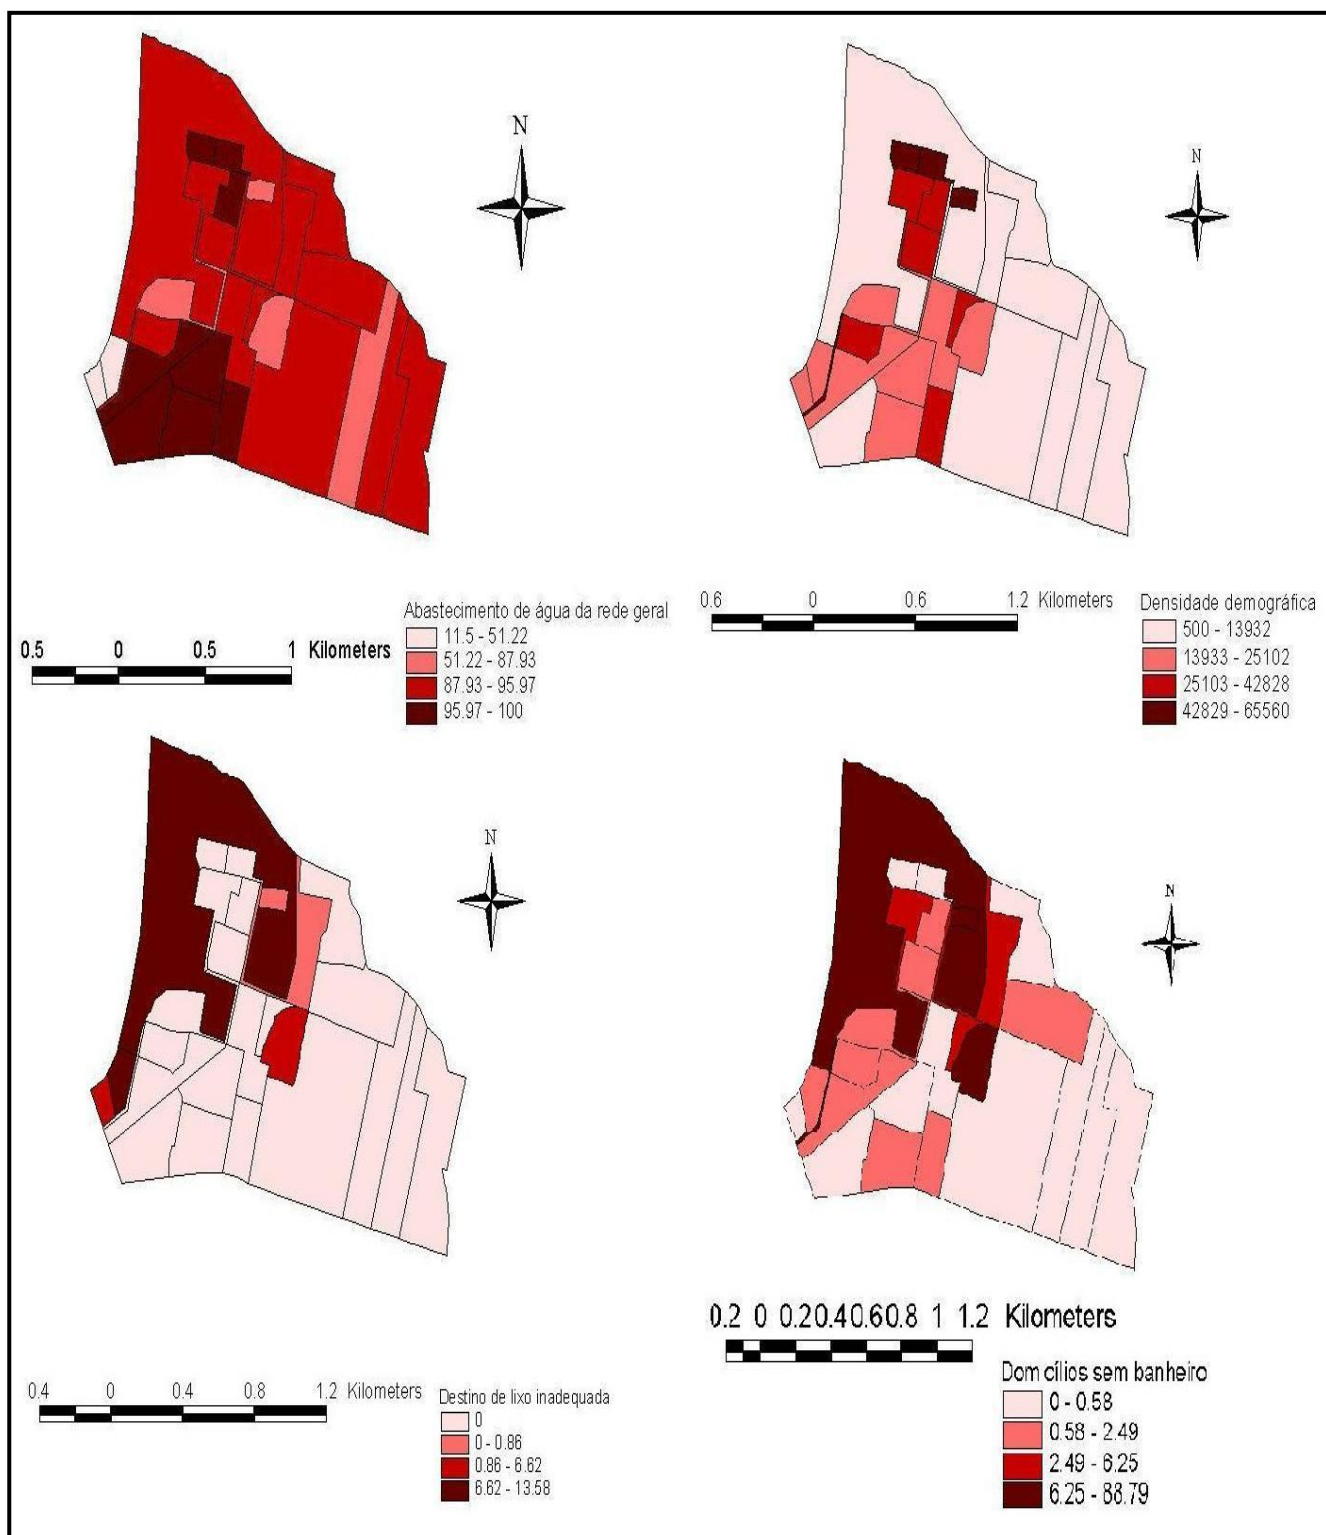 N
N
0.5 0 0.5 1 Kilometers
Abastecimento de água da rede geral
11.5 - 51.22
51.22 - 87.93
87.93 - 95.97
95.97 - 100
0.6 0 0.6 1.2 Kilometers
Densidade demográfica
500 - 13932
13933 - 25102
25103 - 42828
42829 - 65560
N
N
0.4 0 0.4 0.8 1.2 Kilometers
Destino de lixo inadequada
0
0 - 0.86
0.86 - 6.62
6.62 - 13.58
0.2 0 0.20.40.60.8 1 1.2 Kilometers
Dom cílios sem banheiro
0 - 0.58
0.58 - 2.49
2.49 - 6.25
6.25 - 88.79